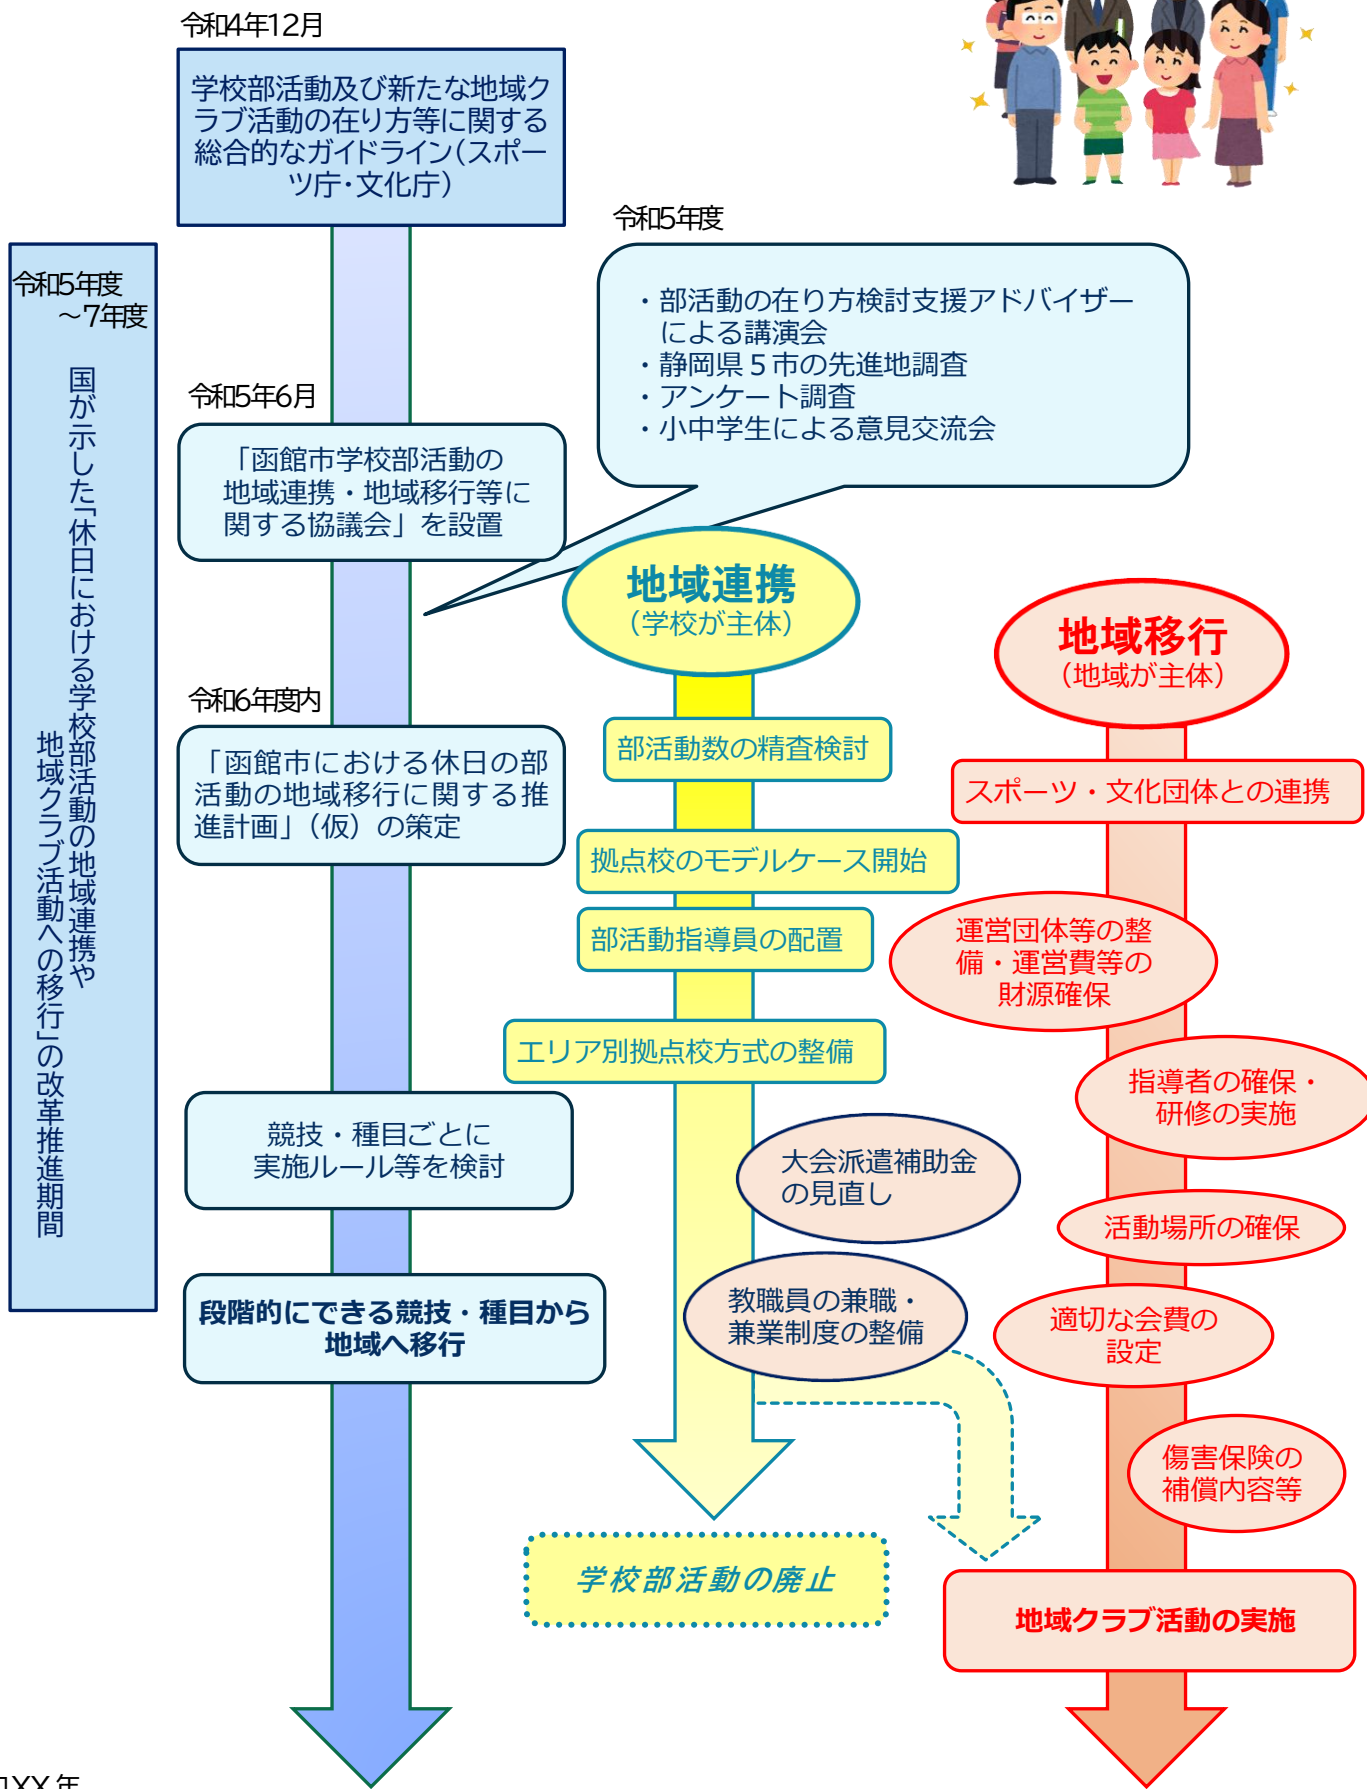 令和4年12月
学校部活動及び新たな地域ク
ラブ活動の在り方等に関する
総合的なガイドライン（スポー
ツ庁・文化庁）
令和5年度
～7年度
国が示した「休日における学校部活動の地域連携や
地域クラブ活動への移行」の改革推進期間
令和5年度
・部活動の在り方検討支援アドバイザー
による講演会
・静岡県５市の先進地調査
・アンケート調査
・小中学生による意見交流会
令和5年6月
「函館市学校部活動の
地域連携・地域移行等に
関する協議会」を設置
令和6年度内
「函館市における休日の部
活動の地域移行に関する推
進計画」（仮）の策定
競技・種目ごとに
実施ルール等を検討
段階的にできる競技・種目から
地域へ移行
地域連携
（学校が主体）
部活動数の精査検討
拠点校のモデルケース開始
部活動指導員の配置
エリア別拠点校方式の整備
大会派遣補助金
の見直し
教職員の兼職・
兼業制度の整備
学校部活動の廃止
地域移行
（地域が主体）
スポーツ・文化団体との連携
運営団体等の整
備・運営費等の
財源確保
指導者の確保・
研修の実施
活動場所の確保
適切な会費の
設定
傷害保険の
補償内容等
地域クラブ活動の実施
XX年